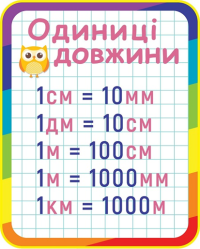 Одиниці
довжини
1см = 10мм
1дм = 10см
1м = 100см
1м = 1000мм
1км = 1000м